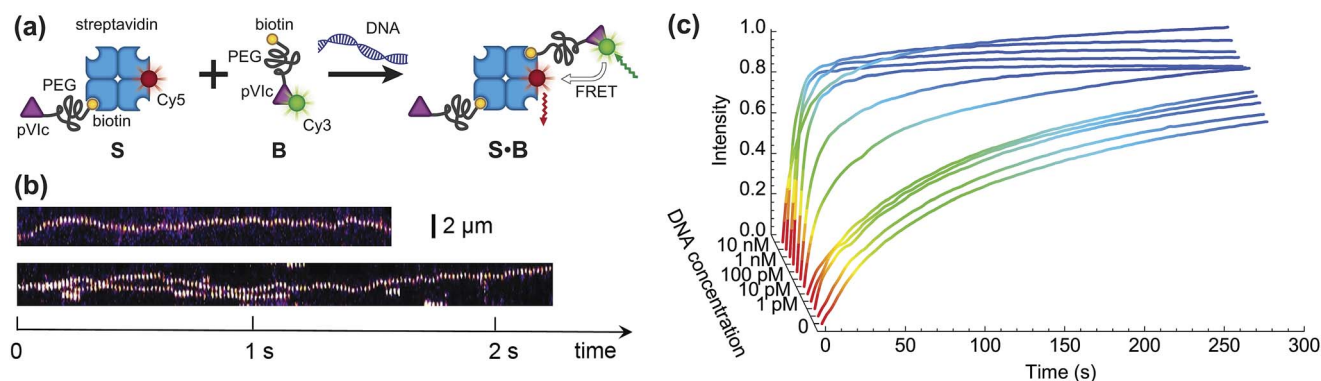 (a)
streptavidin
PEG
pVIc
biotin
Cy5
S
+
biotin
PEG
pVIc
Cy3
B
DNA
FRET
S•B
(b)
2 µm
0
1 s
2 s
time
(c)
1.0
0.8
0.6
0.4
0.2
0.0
Intensity
10 nM
1 nM
100 pM
10 pM
1 pM
0
DNA concentration
0
50
100
150
200
250
300
Time (s)